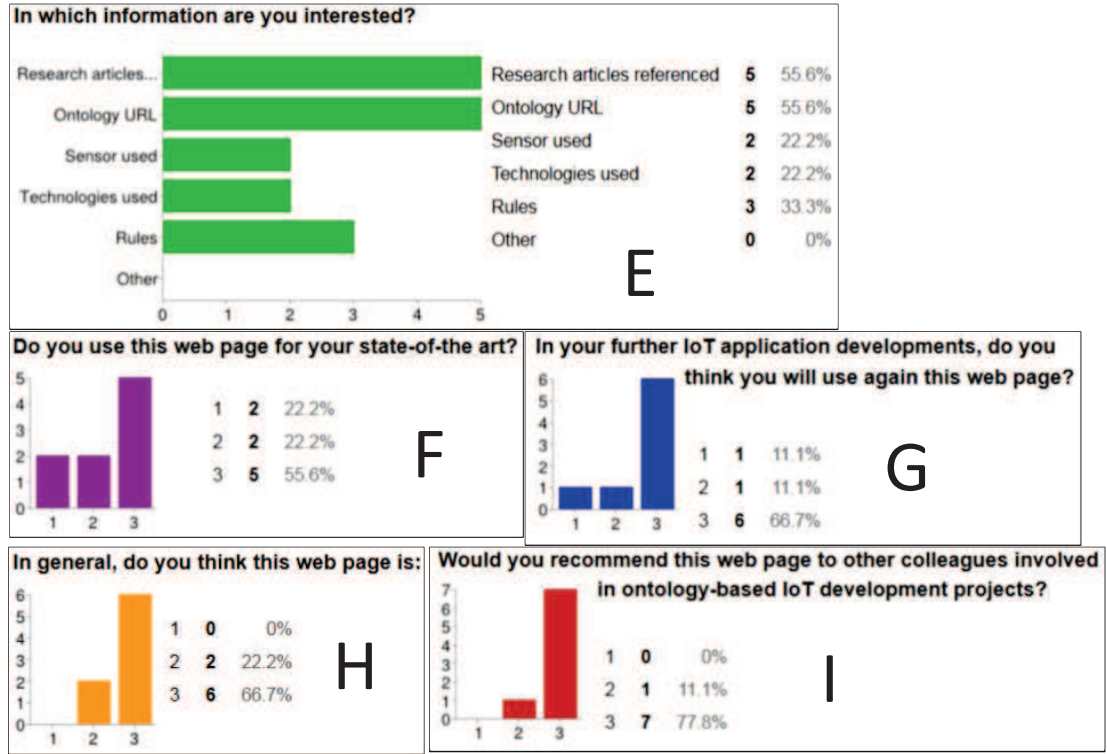 In which information are you interested?
Research articles...
Ontology URL
Sensor used
Technologies used
Rules
Other
0 1 2 3 4 5
Research articles referenced 5 55.6%
Ontology URL 5 55.6%
Sensor used 2 22.2%
Technologies used 2 22.2%
Rules 3 33.3%
Other 0 0%
E
Do you use this web page for your state-of-the art?
5
4
3
2
1
0
1 2 3
1 2 22.2%
2 2 22.2%
3 5 55.6%
F
In your further IoT application developments, do you
think you will use again this web page?
6
5
4
3
2
1
0
1 2 3
1 1 11.1%
2 1 11.1%
3 6 66.7%
G
In general, do you think this web page is:
6
5
4
3
2
1
0
1 2 3
1 0 0%
2 2 22.2%
3 6 66.7%
H
Would you recommend this web page to other colleagues involved
in ontology-based IoT development projects?
7
6
5
4
3
2
1
0
1 2 3
1 0 0%
2 1 11.1%
3 7 77.8%
I